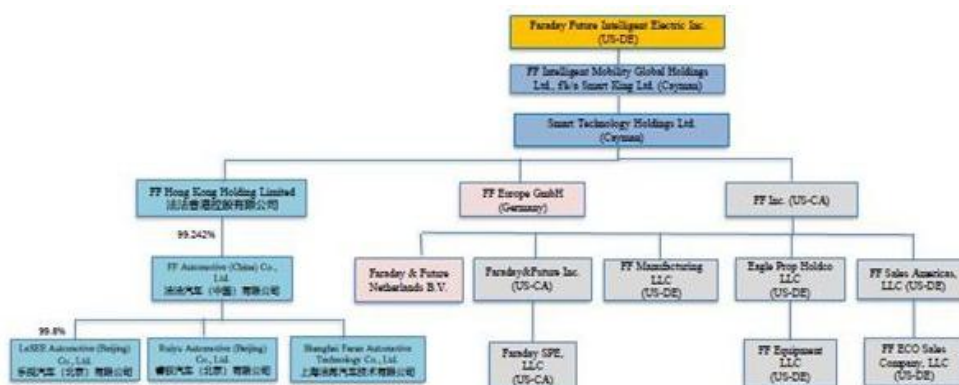 Faraday Future Intelligent Electric Inc.
(US-DE)
FF Intelligent Mobility Global Holdings
Ltd., f/k/a Smart King Ltd. (Cayman)
Smart Technology Holdings Ltd.
(Cayman)
FF Hong Kong Holding Limited
法法香港控股有限公司
FF Europe GmbH
(Germany)
FF Inc. (US-CA)
99.242%
FF Automotive (China) Co.,
Ltd.
法法汽车（中国）有限公司
Faraday & Future
Netherlands B.V.
Faraday&Future Inc.
(US-CA)
FF Manufacturing
LLC
(US-DE)
Eagle Prop Holdco
LLC
(US-DE)
FF Sales Americas,
LLC (US-DE)
99.8%
LeSEE Automotive (Beijing)
Co., Ltd.
乐视汽车（北京）有限公司
Ruiyu Automotive (Beijing)
Co., Ltd.
睿驭汽车（北京）有限公司
Shanghai Faran Automotive
Technology Co., Ltd.
上海法苒汽车技术有限公司
Faraday SPE,
LLC
(US-CA)
FF Equipment
LLC
(US-DE)
FF ECO Sales
Company, LLC
(US-DE)